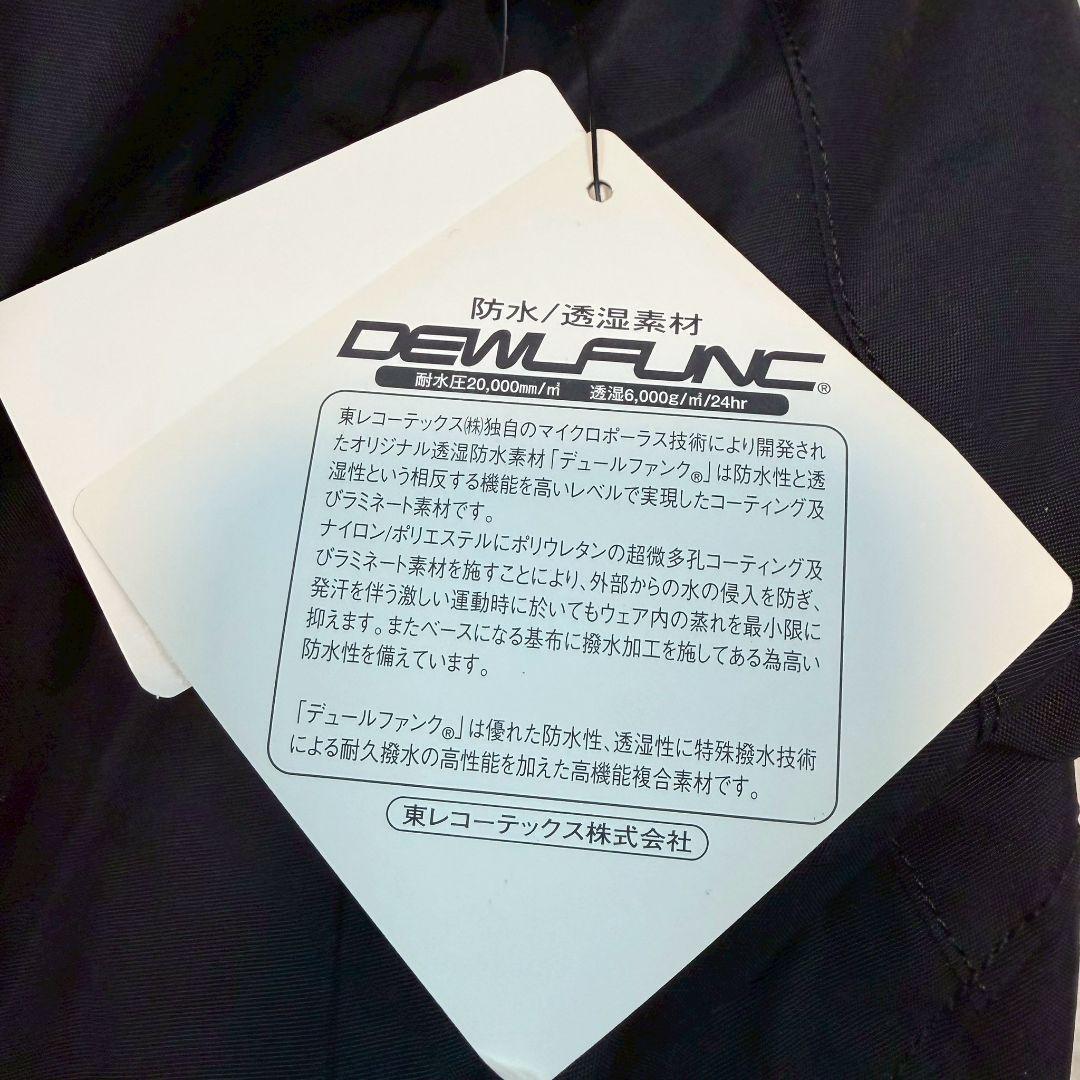 防水/透湿素材
DEWLFUNC®
耐水圧20,000mm/㎡ 透湿6,000g/㎡/24hr
東レコーテックス㈱独自のマイクロポーラス技術により開発され
たオリジナル透湿防水素材「デュールファンク®」は防水性と透
湿性という相反する機能を高いレベルで実現したコーティング及
びラミネート素材です。
ナイロン/ポリエステルにポリウレタンの超微多孔コーティング及
びラミネート素材を施すことにより、外部からの水の侵入を防ぎ、
発汗を伴う激しい運動時に於いてもウェア内の蒸れを最小限に
抑えます。またベースになる基布に撥水加工を施してある為高い
防水性を備えています。
「デュールファンク®」は優れた防水性、透湿性に特殊撥水技術
による耐久撥水の高性能を加えた高機能複合素材です。
東レコーテックス株式会社